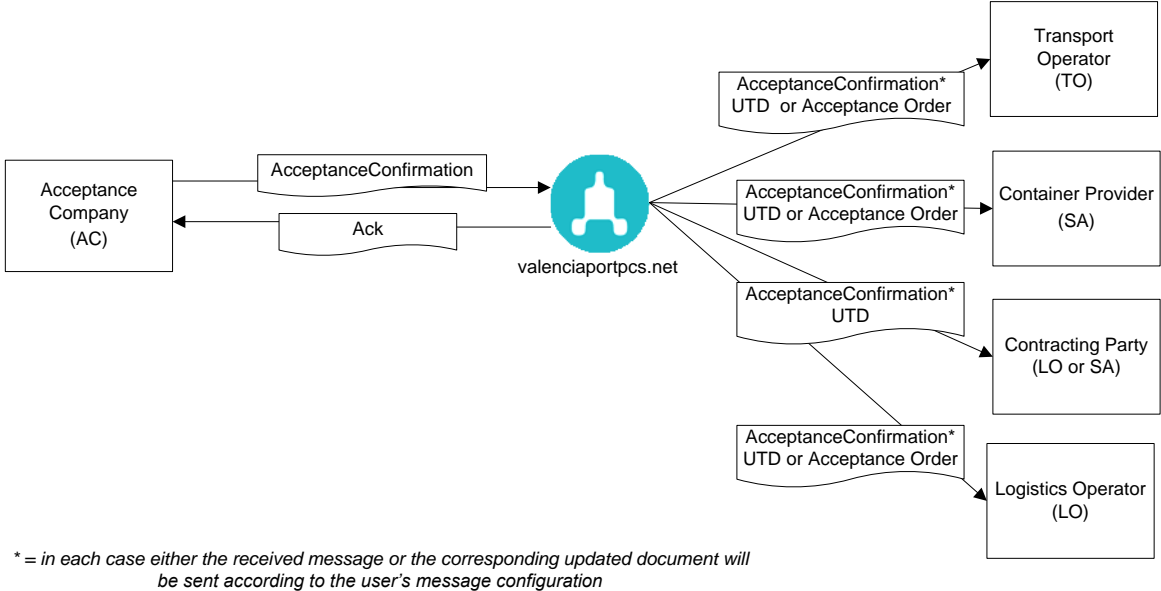 Acceptance
Company
(AC)
AcceptanceConfirmation
Ack
valenciaportpcs.net
AcceptanceConfirmation*
UTD or Acceptance Order
Transport
Operator
(TO)
AcceptanceConfirmation*
UTD or Acceptance Order
Container Provider
(SA)
AcceptanceConfirmation*
UTD
Contracting Party
(LO or SA)
AcceptanceConfirmation*
UTD or Acceptance Order
Logistics Operator
(LO)
* = in each case either the received message or the corresponding updated document will
be sent according to the user’s message configuration